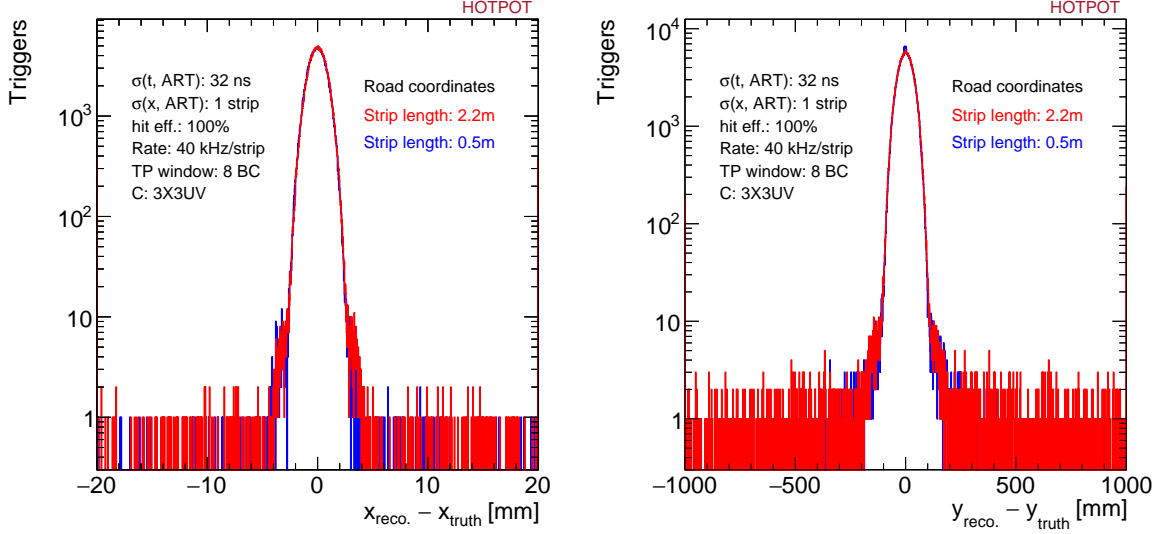 HOTPOT
Triggers
10³
10²
10
1
σ(t, ART): 32 ns
σ(x, ART): 1 strip
hit eff.: 100%
Rate: 40 kHz/strip
TP window: 8 BC
C: 3X3UV
Road coordinates
Strip length: 2.2m
Strip length: 0.5m
−20 −10 0 10 20
x_reco. − x_truth [mm]
HOTPOT
Triggers
10⁴
10³
10²
10
1
σ(t, ART): 32 ns
σ(x, ART): 1 strip
hit eff.: 100%
Rate: 40 kHz/strip
TP window: 8 BC
C: 3X3UV
Road coordinates
Strip length: 2.2m
Strip length: 0.5m
−1000 −500 0 500 1000
y_reco. − y_truth [mm]